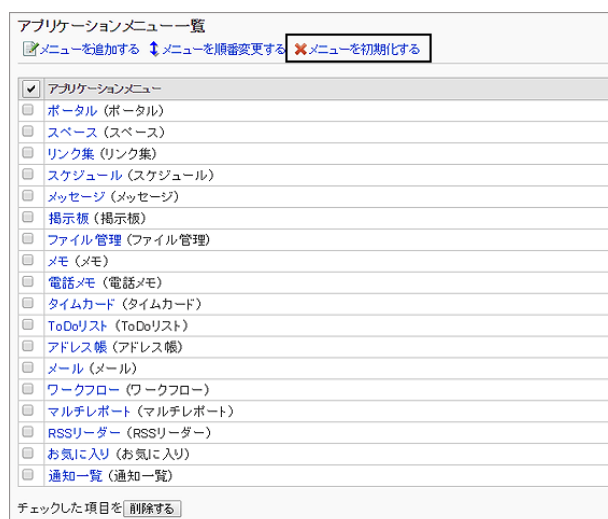 アプリケーションメニュー一覧
メニューを追加する メニューを順番変更する メニューを初期化する
アプリケーションメニュー
ポータル (ポータル)
スペース (スペース)
リンク集 (リンク集)
スケジュール (スケジュール)
メッセージ (メッセージ)
掲示板 (掲示板)
ファイル管理 (ファイル管理)
メモ (メモ)
電話メモ (電話メモ)
タイムカード (タイムカード)
ToDoリスト (ToDoリスト)
アドレス帳 (アドレス帳)
メール (メール)
ワークフロー (ワークフロー)
マルチレポート (マルチレポート)
RSSリーダー (RSSリーダー)
お気に入り (お気に入り)
通知一覧 (通知一覧)
チェックした項目を 削除する